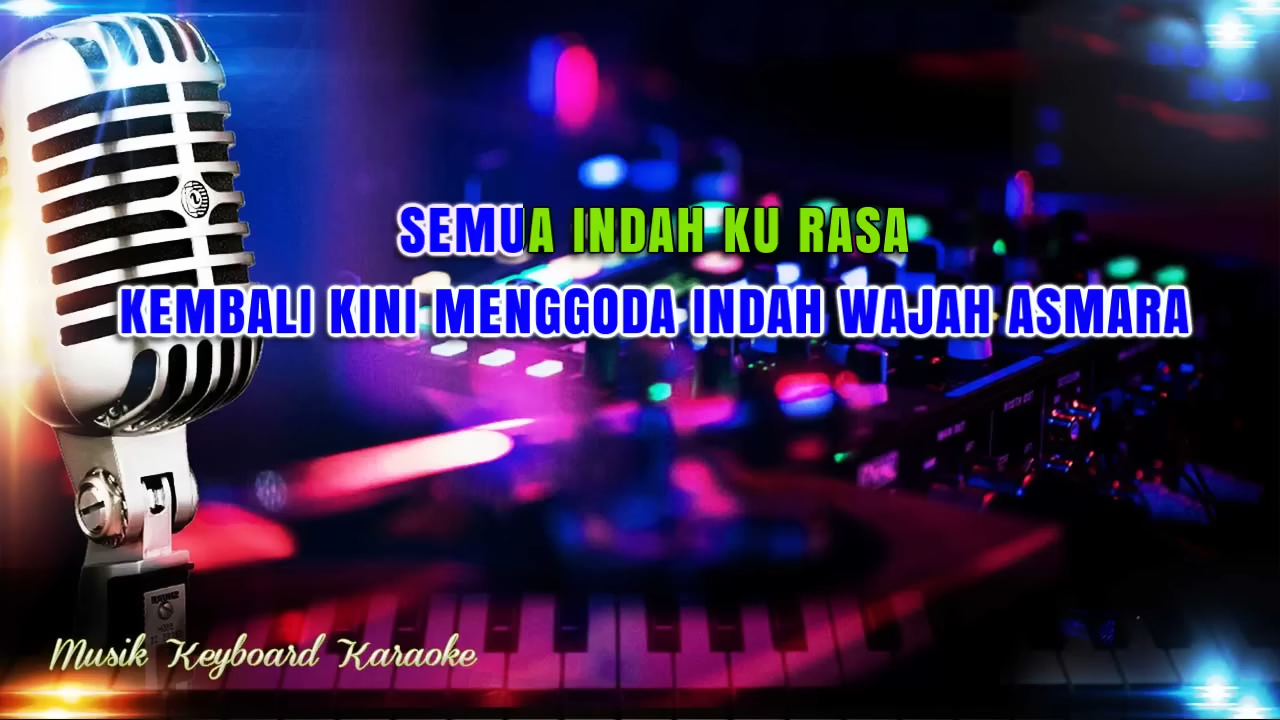 SEMUA INDAH KU RASA
KEMBALI KINI MENGGODA INDAH WAJAH ASMARA
Musik Keyboard Karaoke